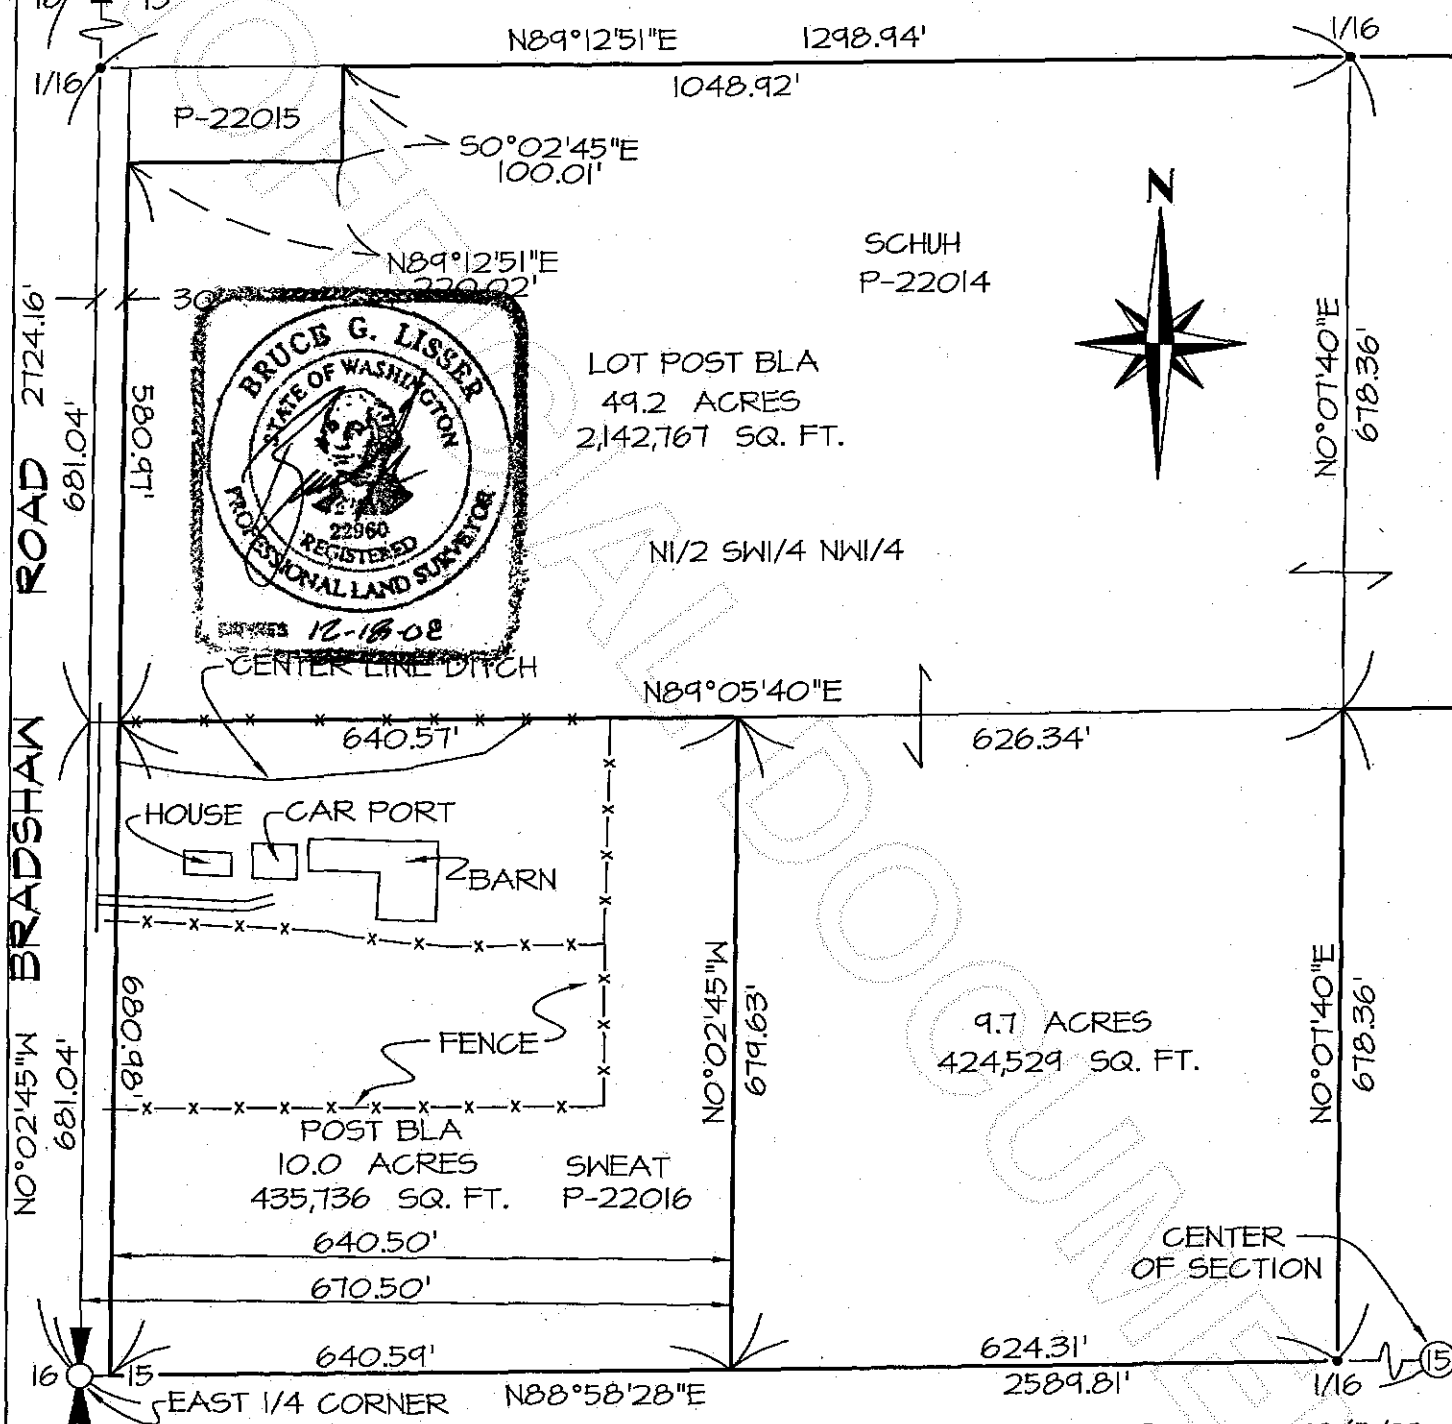 16 15
N89°12'51"E 1298.94'
1/16
1/16
1048.92'
P-22015
S0°02'45"E
100.01'
N
SCHUH
P-22014
N89°12'51"E
220.02'
30
BRUCE G. LISSER
STATE OF WASHINGTON
22960
REGISTERED
PROFESSIONAL LAND SURVEYOR
EXPIRES 12-18-08
LOT POST BLA
49.2 ACRES
2,142,767 SQ. FT.
N1/2 SW1/4 NW1/4
N0°07'40"E
678.36'
BRADSHAW ROAD
N0°02'45"W 2724.16'
681.04'
580.97'
CENTER LINE DITCH
N89°05'40"E
640.57'
626.34'
HOUSE
CAR PORT
BARN
FENCE
680.98'
681.04'
N0°02'45"W
679.63'
9.7 ACRES
424,529 SQ. FT.
N0°07'40"E
678.36'
POST BLA
10.0 ACRES
435,736 SQ. FT.
SWEAT
P-22016
640.50'
670.50'
CENTER
OF SECTION
640.59'
624.31'
16 15
N88°58'28"E
2589.81'
1/16
15
EAST 1/4 CORNER
OFFICIAL DOCUME